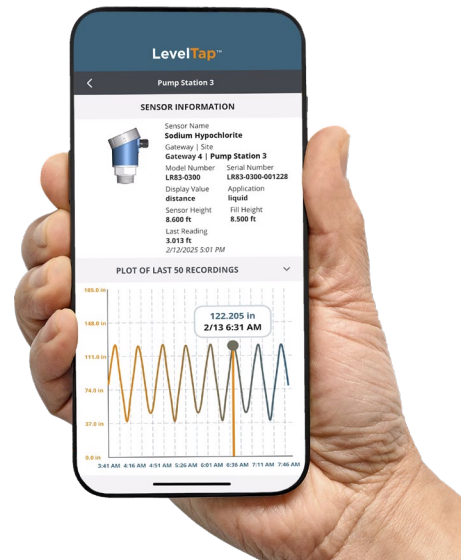 LevelTap™
Pump Station 3
SENSOR INFORMATION
Sensor Name
Sodium Hypochlorite
Gateway | Site
Gateway 4 | Pump Station 3
Model Number Serial Number
LR83-0300 LR83-0300-001228
Display Value Application
distance liquid
Sensor Height Fill Height
8.600 ft 8.500 ft
Last Reading
3.013 ft
2/12/2025 5:01 PM
PLOT OF LAST 50 RECORDINGS
185.0 in
122.205 in
2/13 6:31 AM
148.0 in
111.0 in
74.0 in
37.0 in
0.0 in
3:41 AM 4:16 AM 4:51 AM 5:26 AM 6:01 AM 6:36 AM 7:11 AM 7:46 AM